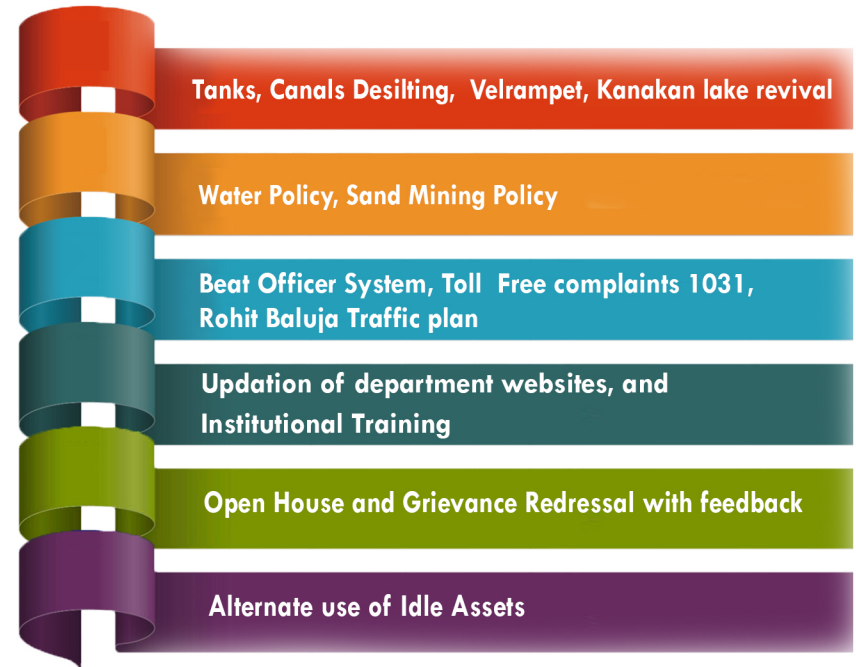 Tanks, Canals Desilting, Velrampet, Kanakan lake revival
Water Policy, Sand Mining Policy
Beat Officer System, Toll Free complaints 1031,
Rohit Baluja Traffic plan
Updation of department websites, and
Institutional Training
Open House and Grievance Redressal with feedback
Alternate use of Idle Assets